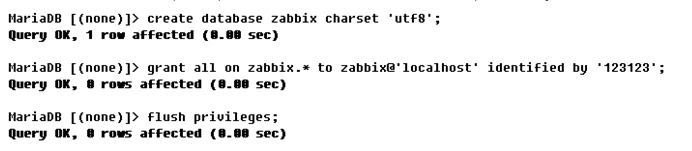 MariaDB [(none)]> create database zabbix charset 'utf8';
Query OK, 1 row affected (0.00 sec)
MariaDB [(none)]> grant all on zabbix.* to zabbix@'localhost' identified by '123123';
Query OK, 0 rows affected (0.00 sec)
MariaDB [(none)]> flush privileges;
Query OK, 0 rows affected (0.00 sec)